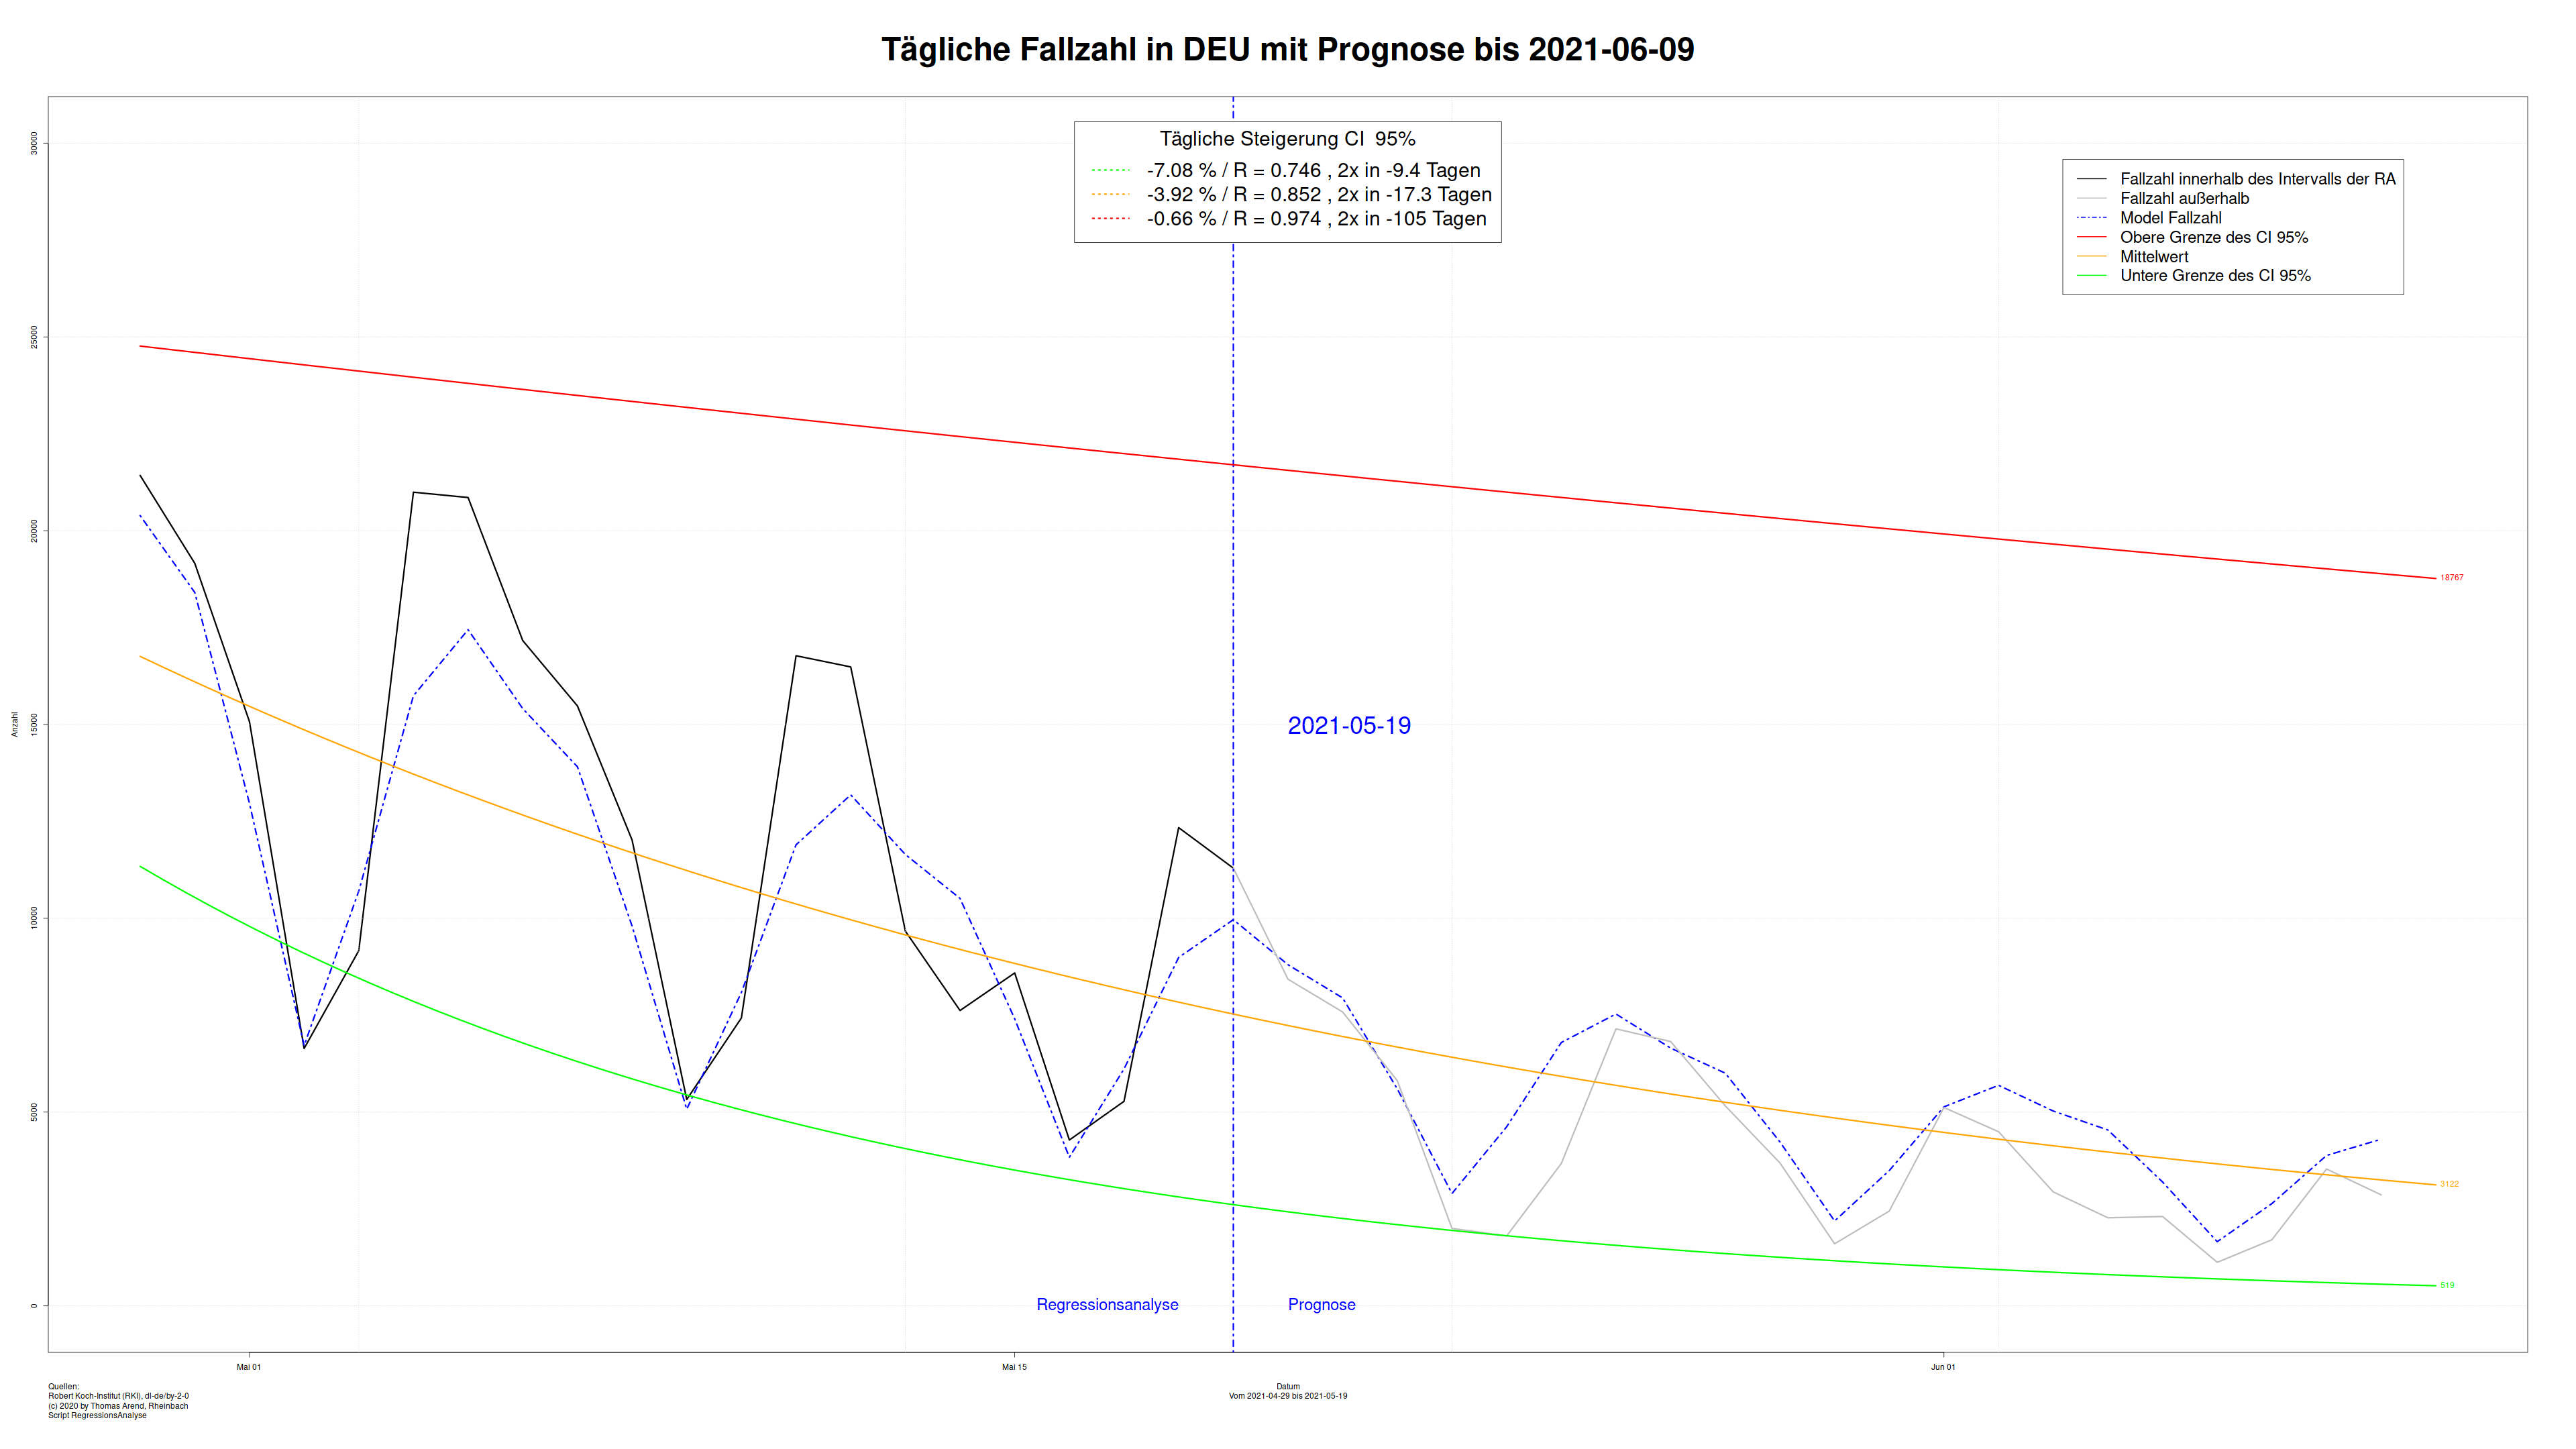 Tägliche Fallzahl in DEU mit Prognose bis 2021-06-09
Tägliche Steigerung CI  95%
-7.08 % / R = 0.746 , 2x in -9.4 Tagen
-3.92 % / R = 0.852 , 2x in -17.3 Tagen
-0.66 % / R = 0.974 , 2x in -105 Tagen
Fallzahl innerhalb des Intervalls der RA
Fallzahl außerhalb
Model Fallzahl
Obere Grenze des CI 95%
Mittelwert
Untere Grenze des CI 95%
30000
25000
20000
15000
10000
5000
0
Anzahl
18767
2021-05-19
3122
519
Regressionsanalyse
Prognose
Mai 01
Mai 15
Jun 01
Datum
Vom 2021-04-29 bis 2021-05-19
Quellen:
Robert Koch-Institut (RKI), dl-de/by-2-0
(c) 2020 by Thomas Arend, Rheinbach
Script RegressionsAnalyse